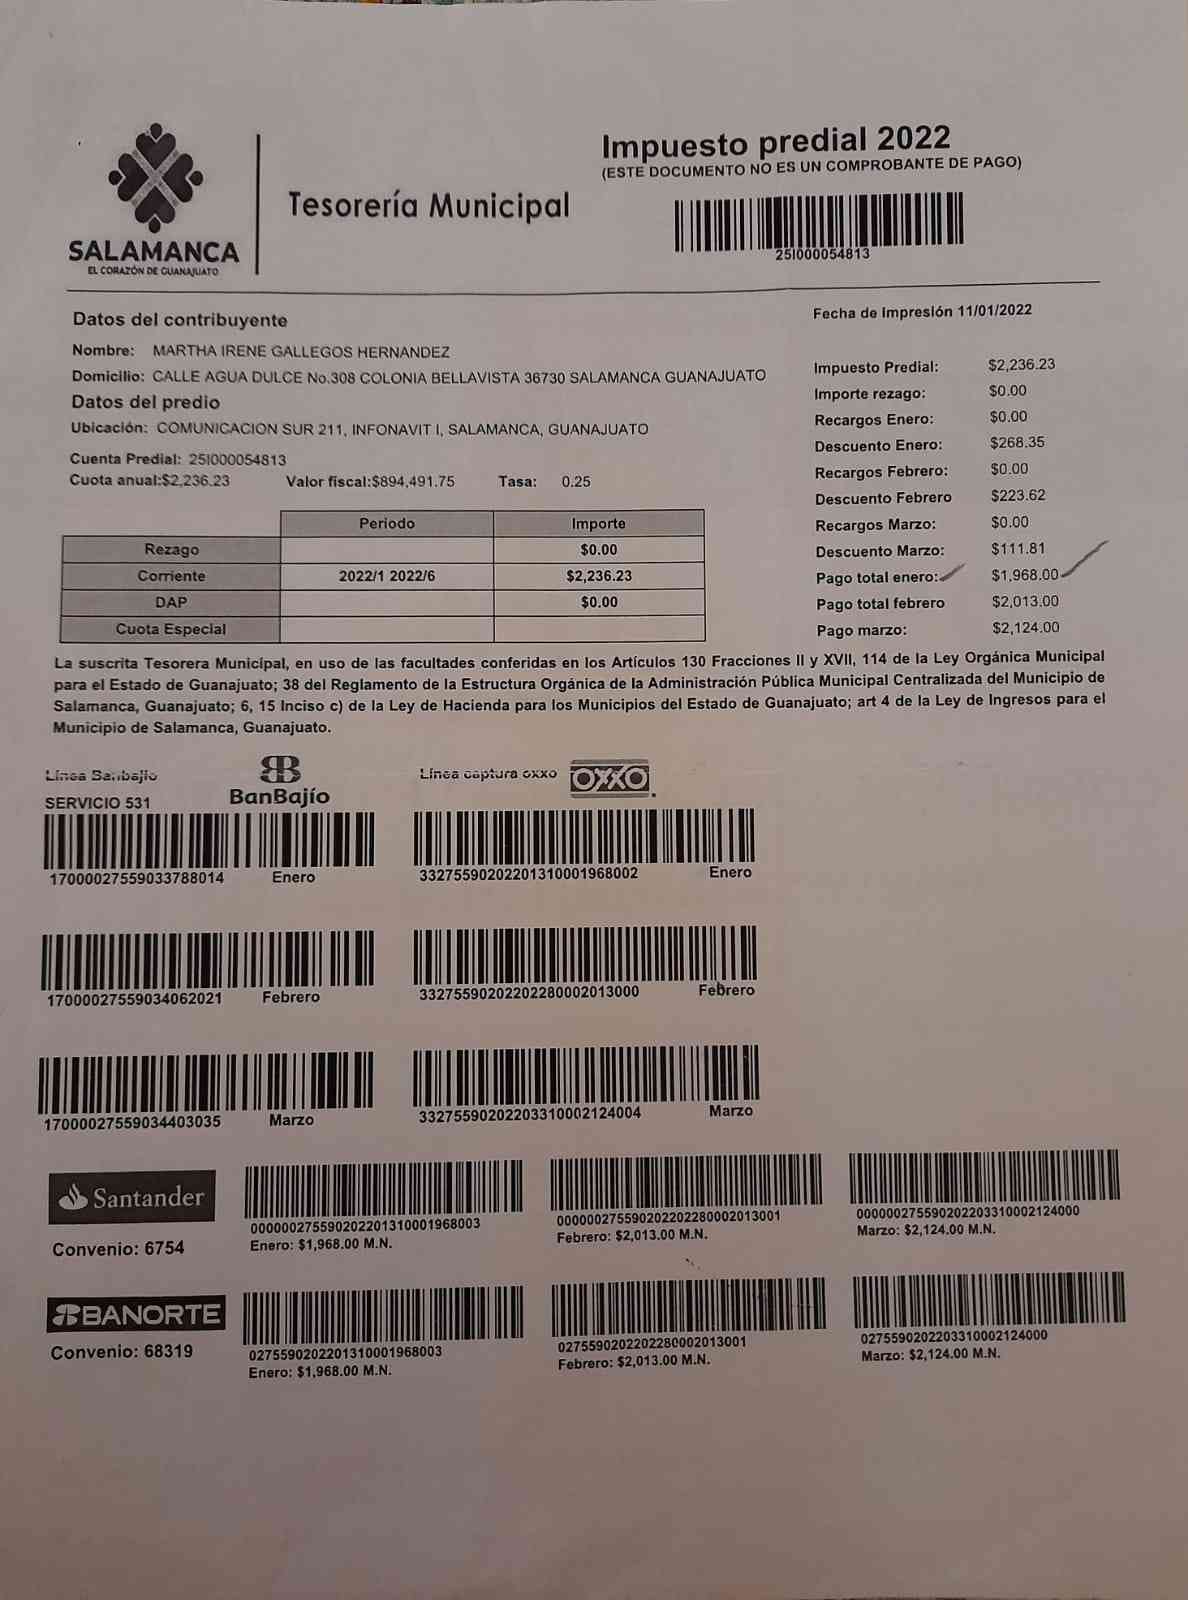 Impuesto predial 2022
(ESTE DOCUMENTO NO ES UN COMPROBANTE DE PAGO)
25I000054813
SALAMANCA
EL CORAZÓN DE GUANAJUATO
Tesorería Municipal
Datos del contribuyente
Nombre: MARTHA IRENE GALLEGOS HERNANDEZ
Domicilio: CALLE AGUA DULCE No.308 COLONIA BELLAVISTA 36730 SALAMANCA GUANAJUATO
Datos del predio
Ubicación: COMUNICACION SUR 211, INFONAVIT I, SALAMANCA, GUANAJUATO
Cuenta Predial: 25I000054813
Cuota anual:$2,236.23 Valor fiscal:$894,491.75 Tasa: 0.25
Periodo Importe
Rezago $0.00
Corriente 2022/1 2022/6 $2,236.23
DAP $0.00
Cuota Especial
Fecha de Impresión 11/01/2022
Impuesto Predial: $2,236.23
Importe rezago: $0.00
Recargos Enero: $0.00
Descuento Enero: $268.35
Recargos Febrero: $0.00
Descuento Febrero $223.62
Recargos Marzo: $0.00
Descuento Marzo: $111.81
Pago total enero: $1,968.00
Pago total febrero $2,013.00
Pago marzo: $2,124.00
La suscrita Tesorera Municipal, en uso de las facultades conferidas en los Artículos 130 Fracciones II y XVII, 114 de la Ley Orgánica Municipal
para el Estado de Guanajuato; 38 del Reglamento de la Estructura Orgánica de la Administración Pública Municipal Centralizada del Municipio de
Salamanca, Guanajuato; 6, 15 Inciso c) de la Ley de Hacienda para los Municipios del Estado de Guanajuato; art 4 de la Ley de Ingresos para el
Municipio de Salamanca, Guanajuato.
Línea Banbajío BanBajío
SERVICIO 531
Línea captura oxxo OXXO
17000027559033788014 Enero
33275590202201310001968002 Enero
17000027559034062021 Febrero
33275590202202280002013000 Febrero
17000027559034403035 Marzo
33275590202203310002124004 Marzo
Santander
Convenio: 6754
000000275590202201310001968003
Enero: $1,968.00 M.N.
000000275590202202280002013001
Febrero: $2,013.00 M.N.
000000275590202203310002124000
Marzo: $2,124.00 M.N.
BANORTE
Convenio: 68319
0275590202201310001968003
Enero: $1,968.00 M.N.
0275590202202280002013001
Febrero: $2,013.00 M.N.
0275590202203310002124000
Marzo: $2,124.00 M.N.